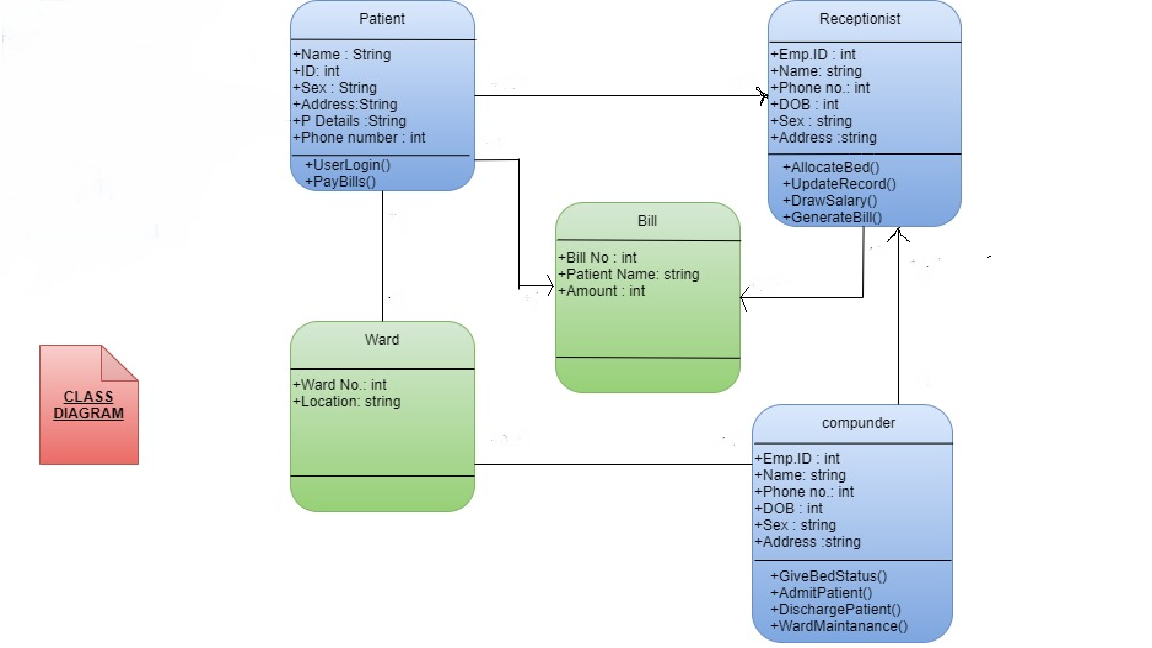 Patient
+Name : String
+ID: int
+Sex : String
+Address:String
+P Details :String
+Phone number : int
+UserLogin()
+PayBills()
Receptionist
+Emp.ID : int
+Name: string
+Phone no.: int
+DOB : int
+Sex : string
+Address :string
+AllocateBed()
+UpdateRecord()
+DrawSalary()
+GenerateBill()
Bill
+Bill No : int
+Patient Name: string
+Amount : int
Ward
+Ward No.: int
+Location: string
CLASS
DIAGRAM
compunder
+Emp.ID : int
+Name: string
+Phone no.: int
+DOB : int
+Sex : string
+Address :string
+GiveBedStatus()
+AdmitPatient()
+DischargePatient()
+WardMaintanance()